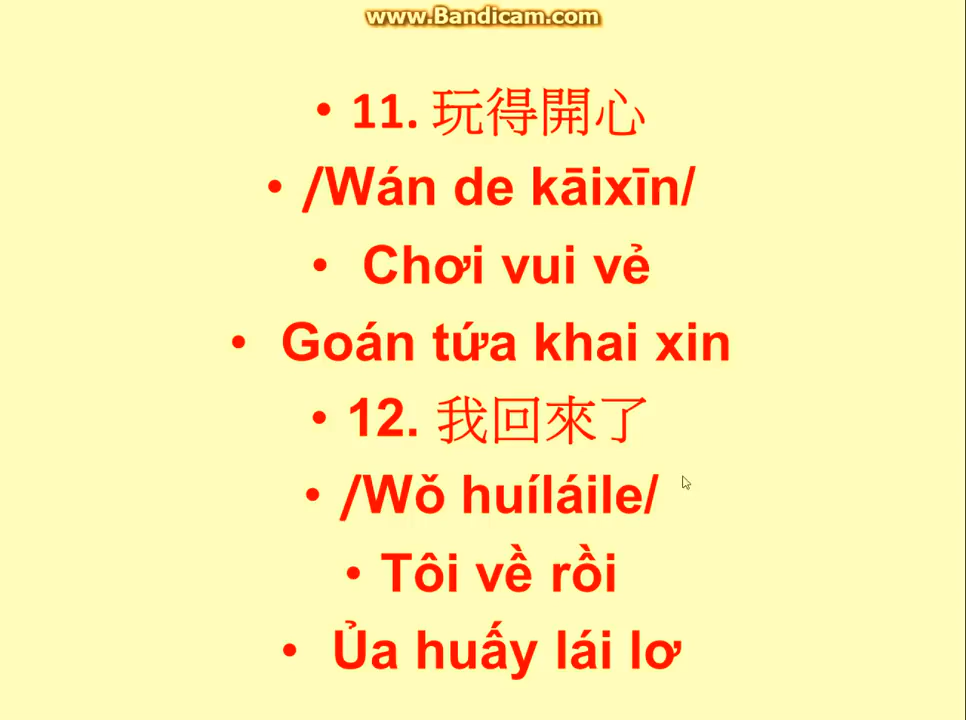 www.Bandicam.com
• 11. 玩得開心
• /Wán de kāixīn/
• Chơi vui vẻ
• Goán tứa khai xin
• 12. 我回來了
• /Wǒ huíláile/
• Tôi về rồi
• Ủa huấy lái lơ